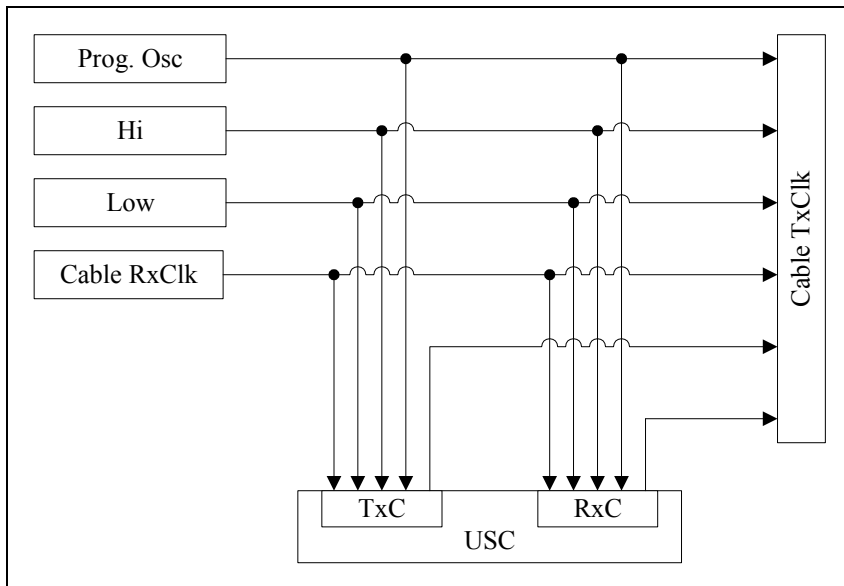 Prog. Osc
Hi
Low
Cable RxClk
Cable TxClk
TxC
RxC
USC